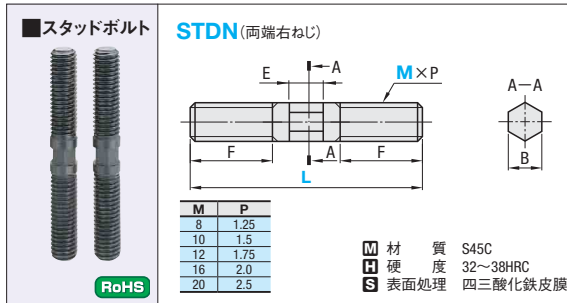 ■スタッドボルト
RoHS
STDN(両端右ねじ)
E
A
M×P
A－A
F
A
F
B
L
M P
8 1.25
10 1.5
12 1.75
16 2.0
20 2.5
M 材　質 S45C
H 硬　度 32～38HRC
S 表面処理 四三酸化鉄皮膜